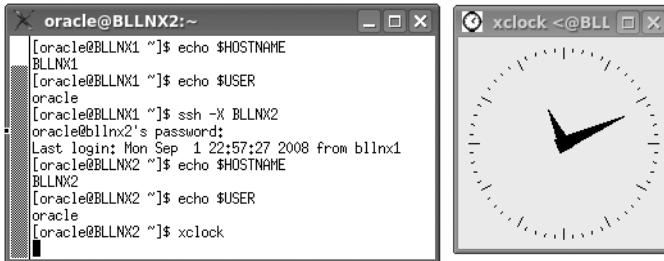 oracle@BLLNX2:~
[oracle@BLLNX1 ~]$ echo $HOSTNAME
BLLNX1
[oracle@BLLNX1 ~]$ echo $USER
oracle
[oracle@BLLNX1 ~]$ ssh -X BLLNX2
oracle@bllnx2's password:
Last login: Mon Sep  1 22:57:27 2008 from bllnx1
[oracle@BLLNX2 ~]$ echo $HOSTNAME
BLLNX2
[oracle@BLLNX2 ~]$ echo $USER
oracle
[oracle@BLLNX2 ~]$ xclock
xclock <@BLL